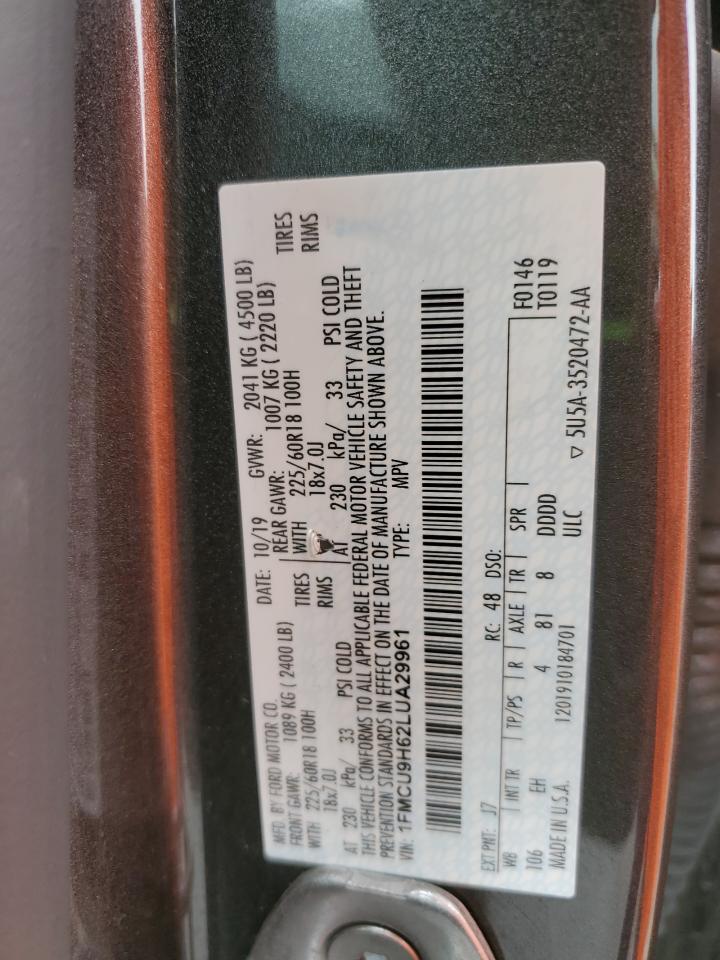 MFD. BY FORD MOTOR CO.
DATE: 10/19 GVWR: 2041 KG ( 4500 LB)
FRONT GAWR: 1089 KG ( 2400 LB) REAR GAWR: 1007 KG ( 2220 LB)
WITH 225/60R18 100H TIRES WITH 225/60R18 100H TIRES
18x7.0J RIMS 18x7.0J RIMS
AT 230 kPa/ 33 PSI COLD AT 230 kPa/ 33 PSI COLD
THIS VEHICLE CONFORMS TO ALL APPLICABLE FEDERAL MOTOR VEHICLE SAFETY AND THEFT
PREVENTION STANDARDS IN EFFECT ON THE DATE OF MANUFACTURE SHOWN ABOVE.
VIN: 1FMCU9H62LUA29961 TYPE: MPV
EXT PNT: J7 RC: 48 DSO:
WB INT TR TP/PS R AXLE TR SPR F0146
T0119
106 EH 4 81 8 DDDD
MADE IN U.S.A. 1201910184701 ULC ▽ 5U5A-3520472-AA